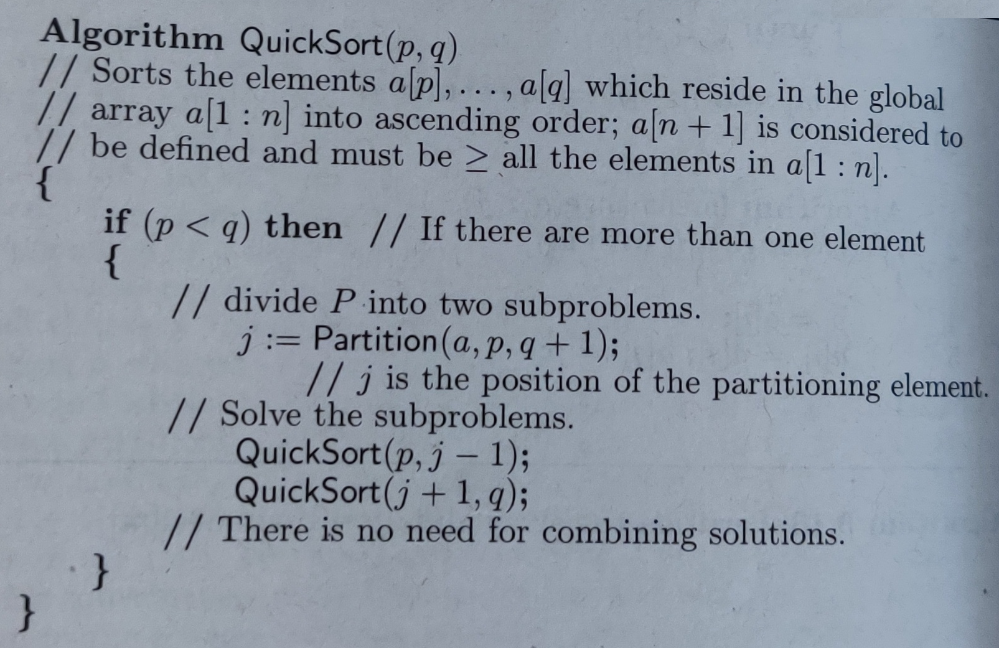 Algorithm QuickSort(p, q)
// Sorts the elements a[p], . . . , a[q] which reside in the global
// array a[1 : n] into ascending order; a[n + 1] is considered to
// be defined and must be ≥ all the elements in a[1 : n].
{
if (p < q) then // If there are more than one element
{
// divide P into two subproblems.
j := Partition(a, p, q + 1);
// j is the position of the partitioning element.
// Solve the subproblems.
QuickSort(p, j − 1);
QuickSort(j + 1, q);
// There is no need for combining solutions.
}
}